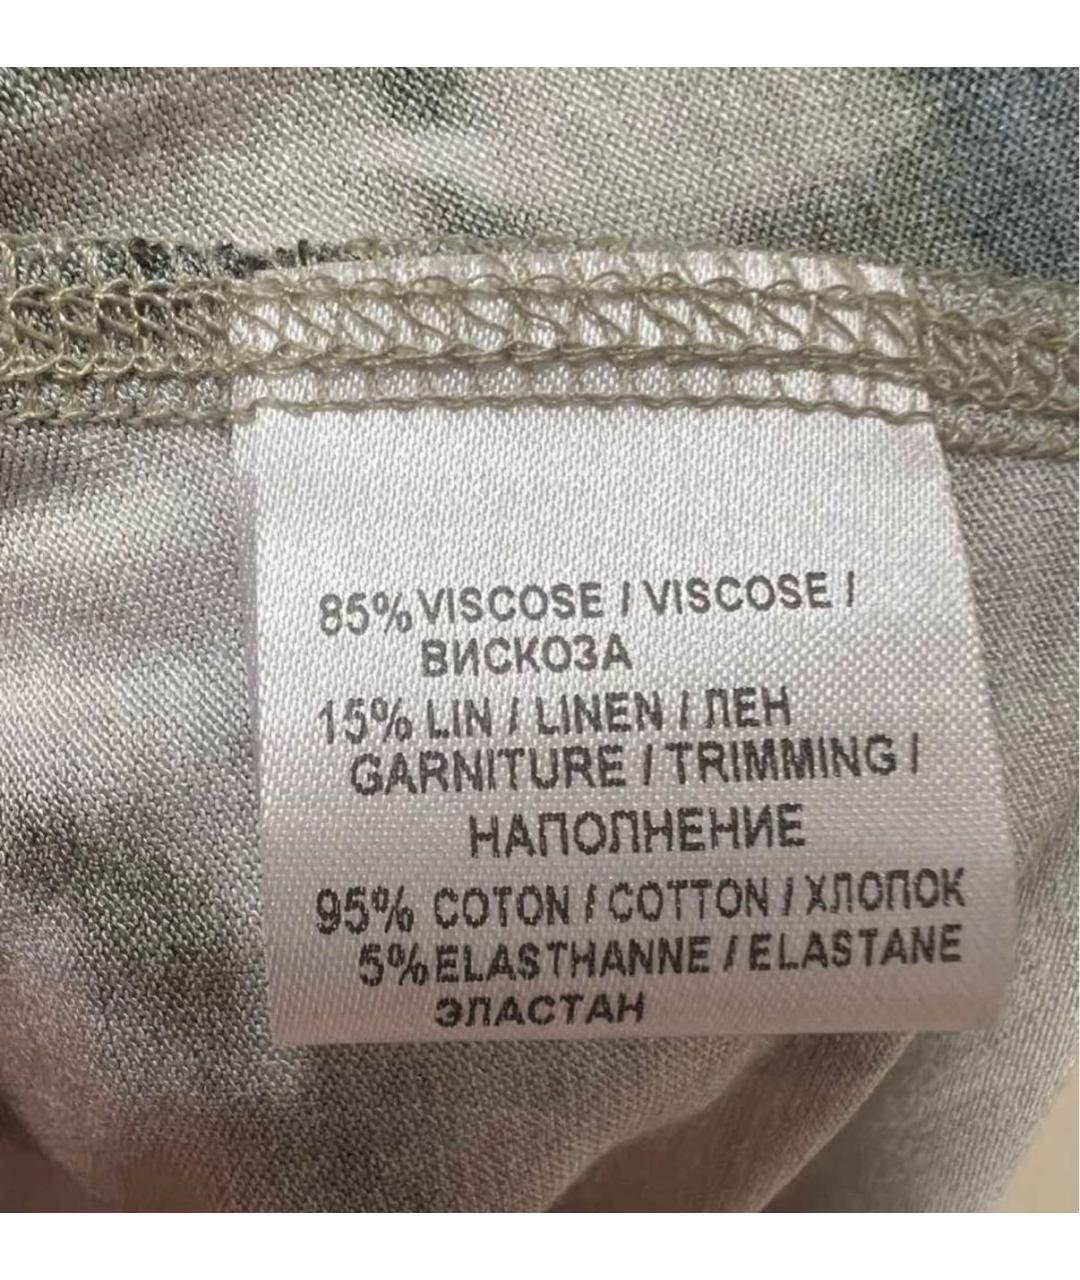 85% VISCOSE / VISCOSE /
ВИСКОЗА
15% LIN / LINEN / ЛЕН
GARNITURE / TRIMMING /
НАПОЛНЕНИЕ
95% COTON / COTTON / ХЛОПОК
5% ELASTHANNE / ELASTANE
ЭЛАСТАН